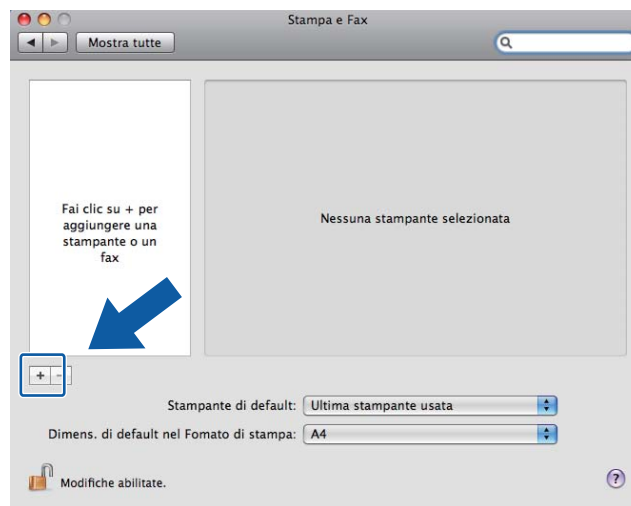 Stampa e Fax
Mostra tutte
Fai clic su + per
aggiungere una
stampante o un
fax
Nessuna stampante selezionata
+ -
Stampante di default: Ultima stampante usata
Dimens. di default nel Fomato di stampa: A4
Modifiche abilitate.
?